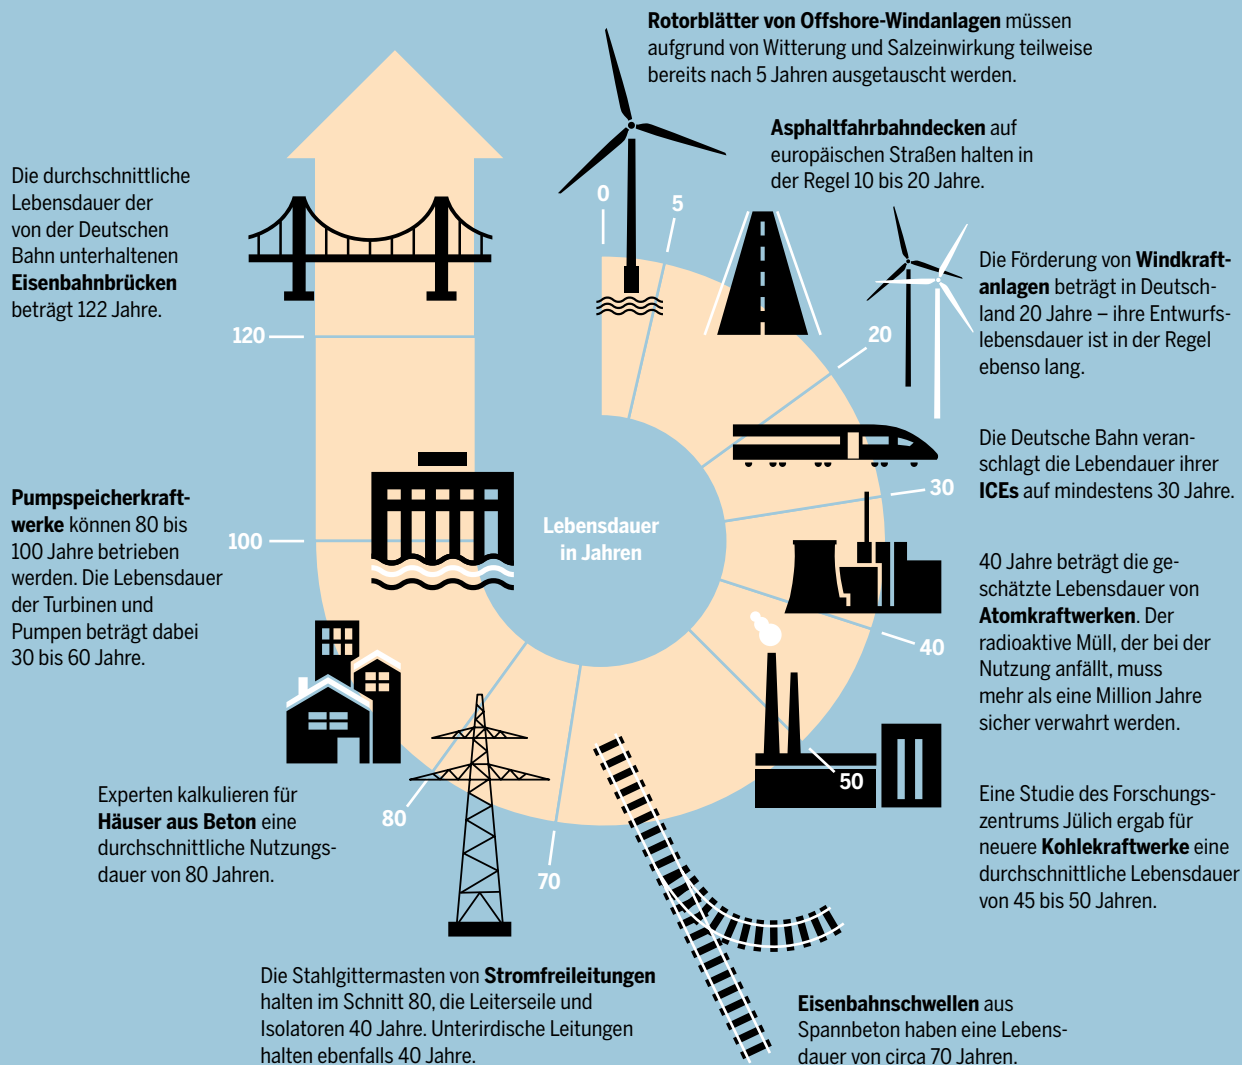 Rotorblätter von Offshore-Windanlagen müssen
aufgrund von Witterung und Salzeinwirkung teilweise
bereits nach 5 Jahren ausgetauscht werden.
Asphaltfahrbahndecken auf
europäischen Straßen halten in
der Regel 10 bis 20 Jahre.
Die Förderung von Windkraft-
anlagen beträgt in Deutsch-
land 20 Jahre – ihre Entwurfs-
lebensdauer ist in der Regel
ebenso lang.
Die Deutsche Bahn veran-
schlagt die Lebendauer ihrer
ICEs auf mindestens 30 Jahre.
40 Jahre beträgt die ge-
schätzte Lebensdauer von
Atomkraftwerken. Der
radioaktive Müll, der bei der
Nutzung anfällt, muss
mehr als eine Million Jahre
sicher verwahrt werden.
Eine Studie des Forschungs-
zentrums Jülich ergab für
neuere Kohlekraftwerke eine
durchschnittliche Lebensdauer
von 45 bis 50 Jahren.
Eisenbahnschwellen aus
Spannbeton haben eine Lebens-
dauer von circa 70 Jahren.
Die Stahlgittermasten von Stromfreileitungen
halten im Schnitt 80, die Leiterseile und
Isolatoren 40 Jahre. Unterirdische Leitungen
halten ebenfalls 40 Jahre.
Experten kalkulieren für
Häuser aus Beton eine
durchschnittliche Nutzungs-
dauer von 80 Jahren.
Pumpspeicherkraft-
werke können 80 bis
100 Jahre betrieben
werden. Die Lebensdauer
der Turbinen und
Pumpen beträgt dabei
30 bis 60 Jahre.
Die durchschnittliche
Lebensdauer der
von der Deutschen
Bahn unterhaltenen
Eisenbahnbrücken
beträgt 122 Jahre.
Lebensdauer
in Jahren
0
5
20
30
40
50
70
80
100
120